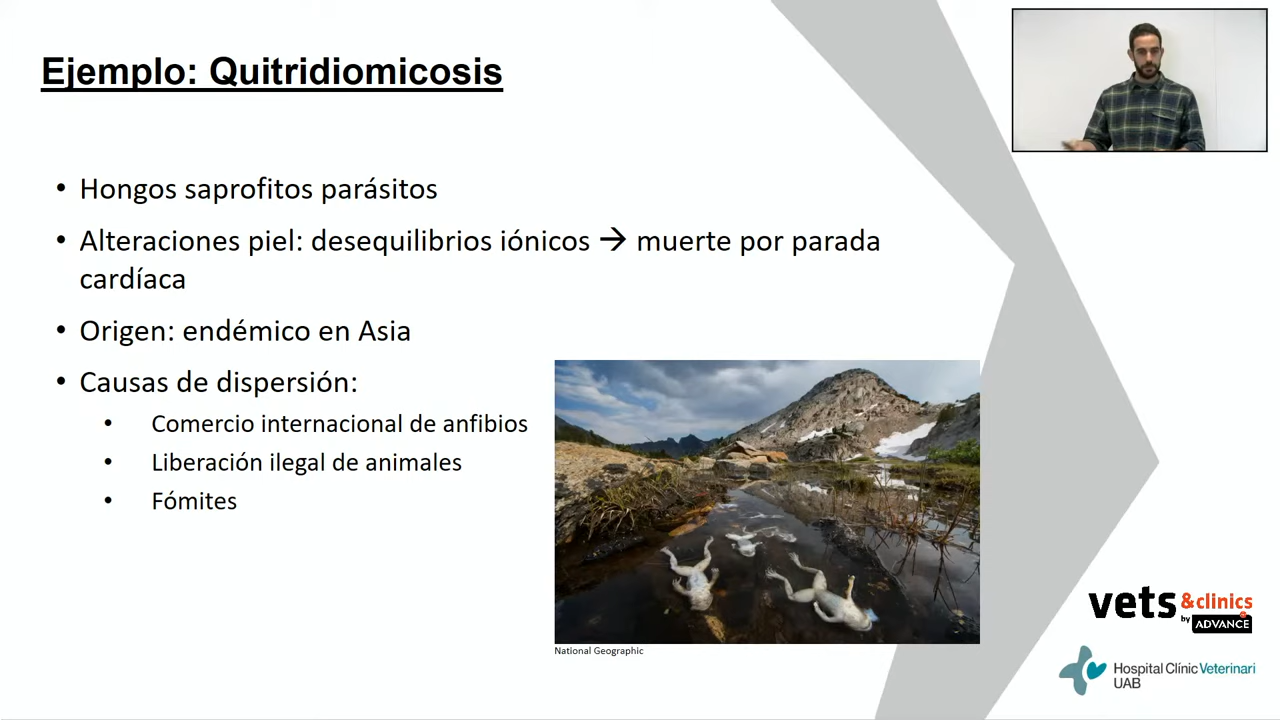 Ejemplo: Quitridiomicosis
• Hongos saprofitos parásitos
• Alteraciones piel: desequilibrios iónicos → muerte por parada
cardíaca
• Origen: endémico en Asia
• Causas de dispersión:
• Comercio internacional de anfibios
• Liberación ilegal de animales
• Fómites
National Geographic
vets &clinics
by ADVANCE
Hospital Clínic Veterinari
UAB